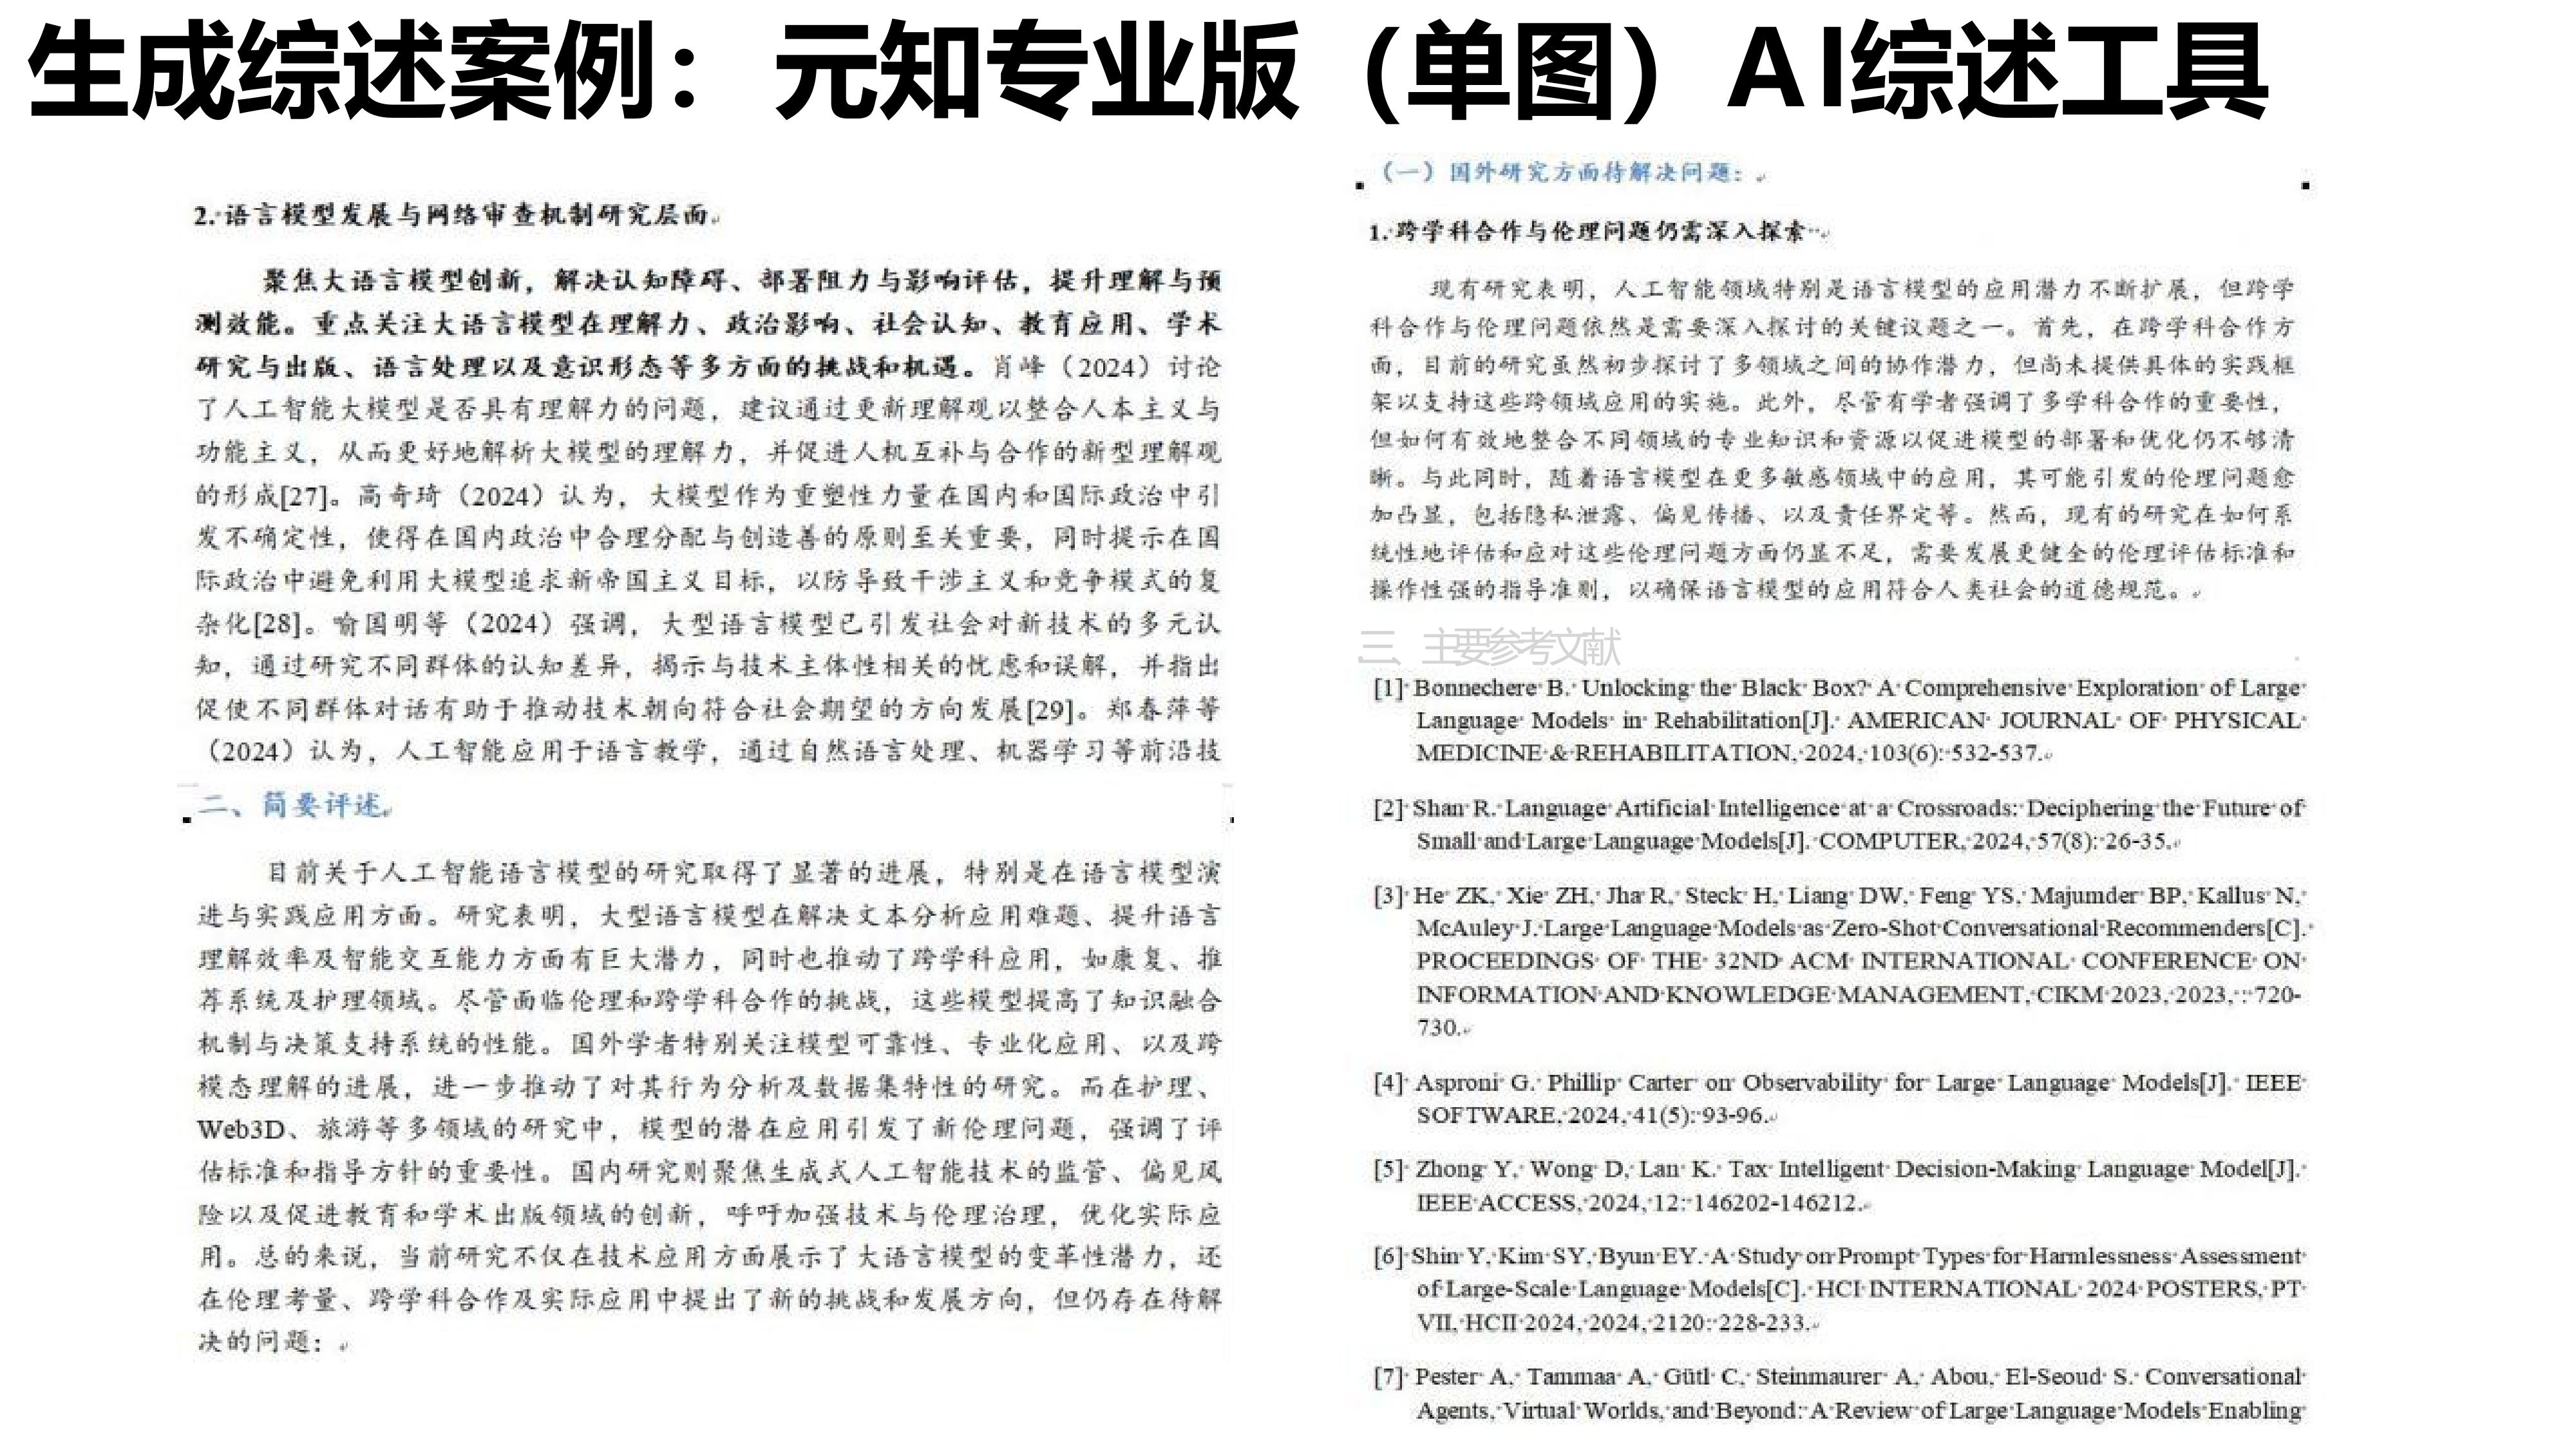 生成综述案例：元知专业版（单图）AI综述工具
2. 语言模型发展与网络审查机制研究层面
聚焦大语言模型创新，解决认知障碍、部署阻力与影响评估，提升理解与预
测效能。重点关注大语言模型在理解力、政治影响、社会认知、教育应用、学术
研究与出版、语言处理以及意识形态等多方面的挑战和机遇。肖峰（2024）讨论
了人工智能大模型是否具有理解力的问题，建议通过更新理解观以整合人本主义与
功能主义，从而更好地解析大模型的理解力，并促进人机互补与合作的新型理解观
的形成[27]。高奇琦（2024）认为，大模型作为重塑性力量在国内和国际政治中引
发不确定性，使得在国内政治中合理分配与创造善的原则至关重要，同时提示在国
际政治中避免利用大模型追求新帝国主义目标，以防导致干涉主义和竞争模式的复
杂化[28]。喻国明等（2024）强调，大型语言模型已引发社会对新技术的多元认
知，通过研究不同群体的认知差异，揭示与技术主体性相关的忧虑和误解，并指出
促使不同群体对话有助于推动技术朝向符合社会期望的方向发展[29]。郑春萍等
（2024）认为，人工智能应用于语言教学，通过自然语言处理、机器学习等前沿技
二、简要评述
目前关于人工智能语言模型的研究取得了显著的进展，特别是在语言模型演
进与实践应用方面。研究表明，大型语言模型在解决文本分析应用难题、提升语言
理解效率及智能交互能力方面有巨大潜力，同时也推动了跨学科应用，如康复、推
荐系统及护理领域。尽管面临伦理和跨学科合作的挑战，这些模型提高了知识融合
机制与决策支持系统的性能。国外学者特别关注模型可靠性、专业化应用、以及跨
模态理解的进展，进一步推动了对其行为分析及数据集特性的研究。而在护理、
Web3D、旅游等多领域的研究中，模型的潜在应用引发了新伦理问题，强调了评
估标准和指导方针的重要性。国内研究则聚焦生成式人工智能技术的监管、偏见风
险以及促进教育和学术出版领域的创新，呼吁加强技术与伦理治理，优化实际应
用。总的来说，当前研究不仅在技术应用方面展示了大语言模型的变革性潜力，还
在伦理考量、跨学科合作及实际应用中提出了新的挑战和发展方向，但仍存在待解
决的问题：
（一）国外研究方面待解决问题：
1. 跨学科合作与伦理问题仍需深入探索
现有研究表明，人工智能领域特别是语言模型的应用潜力不断扩展，但跨学
科合作与伦理问题依然是需要深入探讨的关键议题之一。首先，在跨学科合作方
面，目前的研究虽然初步探讨了多领域之间的协作潜力，但尚未提供具体的实践框
架以支持这些跨领域应用的实施。此外，尽管有学者强调了多学科合作的重要性，
但如何有效地整合不同领域的专业知识和资源以促进模型的部署和优化仍不够清
晰。与此同时，随着语言模型在更多敏感领域中的应用，其可能引发的伦理问题愈
加凸显，包括隐私泄露、偏见传播、以及责任界定等。然而，现有的研究在如何系
统性地评估和应对这些伦理问题方面仍显不足，需要发展更健全的伦理评估标准和
操作性强的指导准则，以确保语言模型的应用符合人类社会的道德规范。
三、主要参考文献
[1] Bonnechere B. Unlocking the Black Box? A Comprehensive Exploration of Large
Language Models in Rehabilitation[J]. AMERICAN JOURNAL OF PHYSICAL
MEDICINE & REHABILITATION, 2024, 103(6): 532-537.
[2] Shan R. Language Artificial Intelligence at a Crossroads: Deciphering the Future of
Small and Large Language Models[J]. COMPUTER, 2024, 57(8): 26-35.
[3] He ZK, Xie ZH, Jha R, Steck H, Liang DW, Feng YS, Majumder BP, Kallus N,
McAuley J. Large Language Models as Zero-Shot Conversational Recommenders[C].
PROCEEDINGS OF THE 32ND ACM INTERNATIONAL CONFERENCE ON
INFORMATION AND KNOWLEDGE MANAGEMENT, CIKM 2023, 2023, : 720-
730.
[4] Asproni G. Phillip Carter on Observability for Large Language Models[J]. IEEE
SOFTWARE, 2024, 41(5): 93-96.
[5] Zhong Y, Wong D, Lan K. Tax Intelligent Decision-Making Language Model[J].
IEEE ACCESS, 2024, 12: 146202-146212.
[6] Shin Y, Kim SY, Byun EY. A Study on Prompt Types for Harmlessness Assessment
of Large-Scale Language Models[C]. HCI INTERNATIONAL 2024 POSTERS, PT
VII, HCII 2024, 2024, 2120: 228-233.
[7] Pester A, Tammaa A, Gütl C, Steinmaurer A, Abou, El-Seoud S. Conversational
Agents, Virtual Worlds, and Beyond: A Review of Large Language Models Enabling